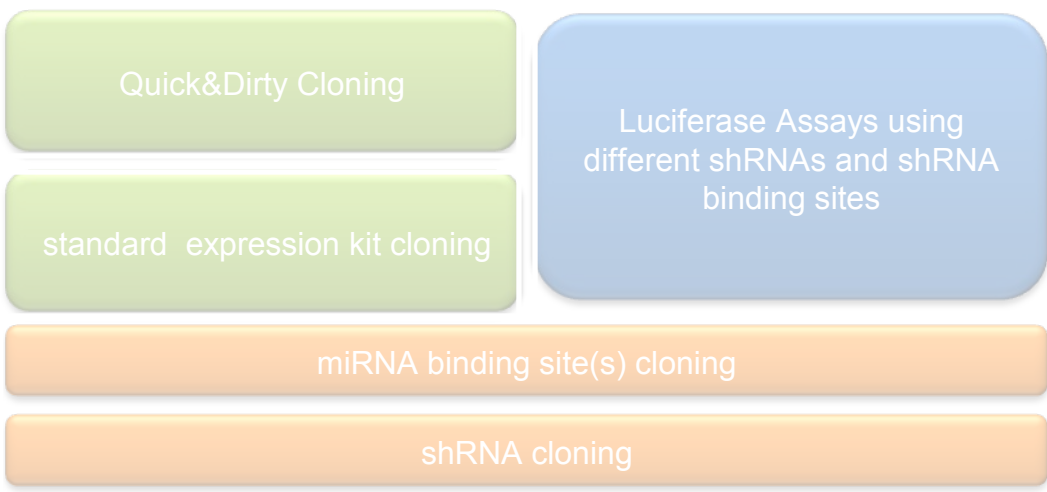 Quick&Dirty Cloning
standard  expression kit cloning
Luciferase Assays using
different shRNAs and shRNA
binding sites
miRNA binding site(s) cloning
shRNA cloning